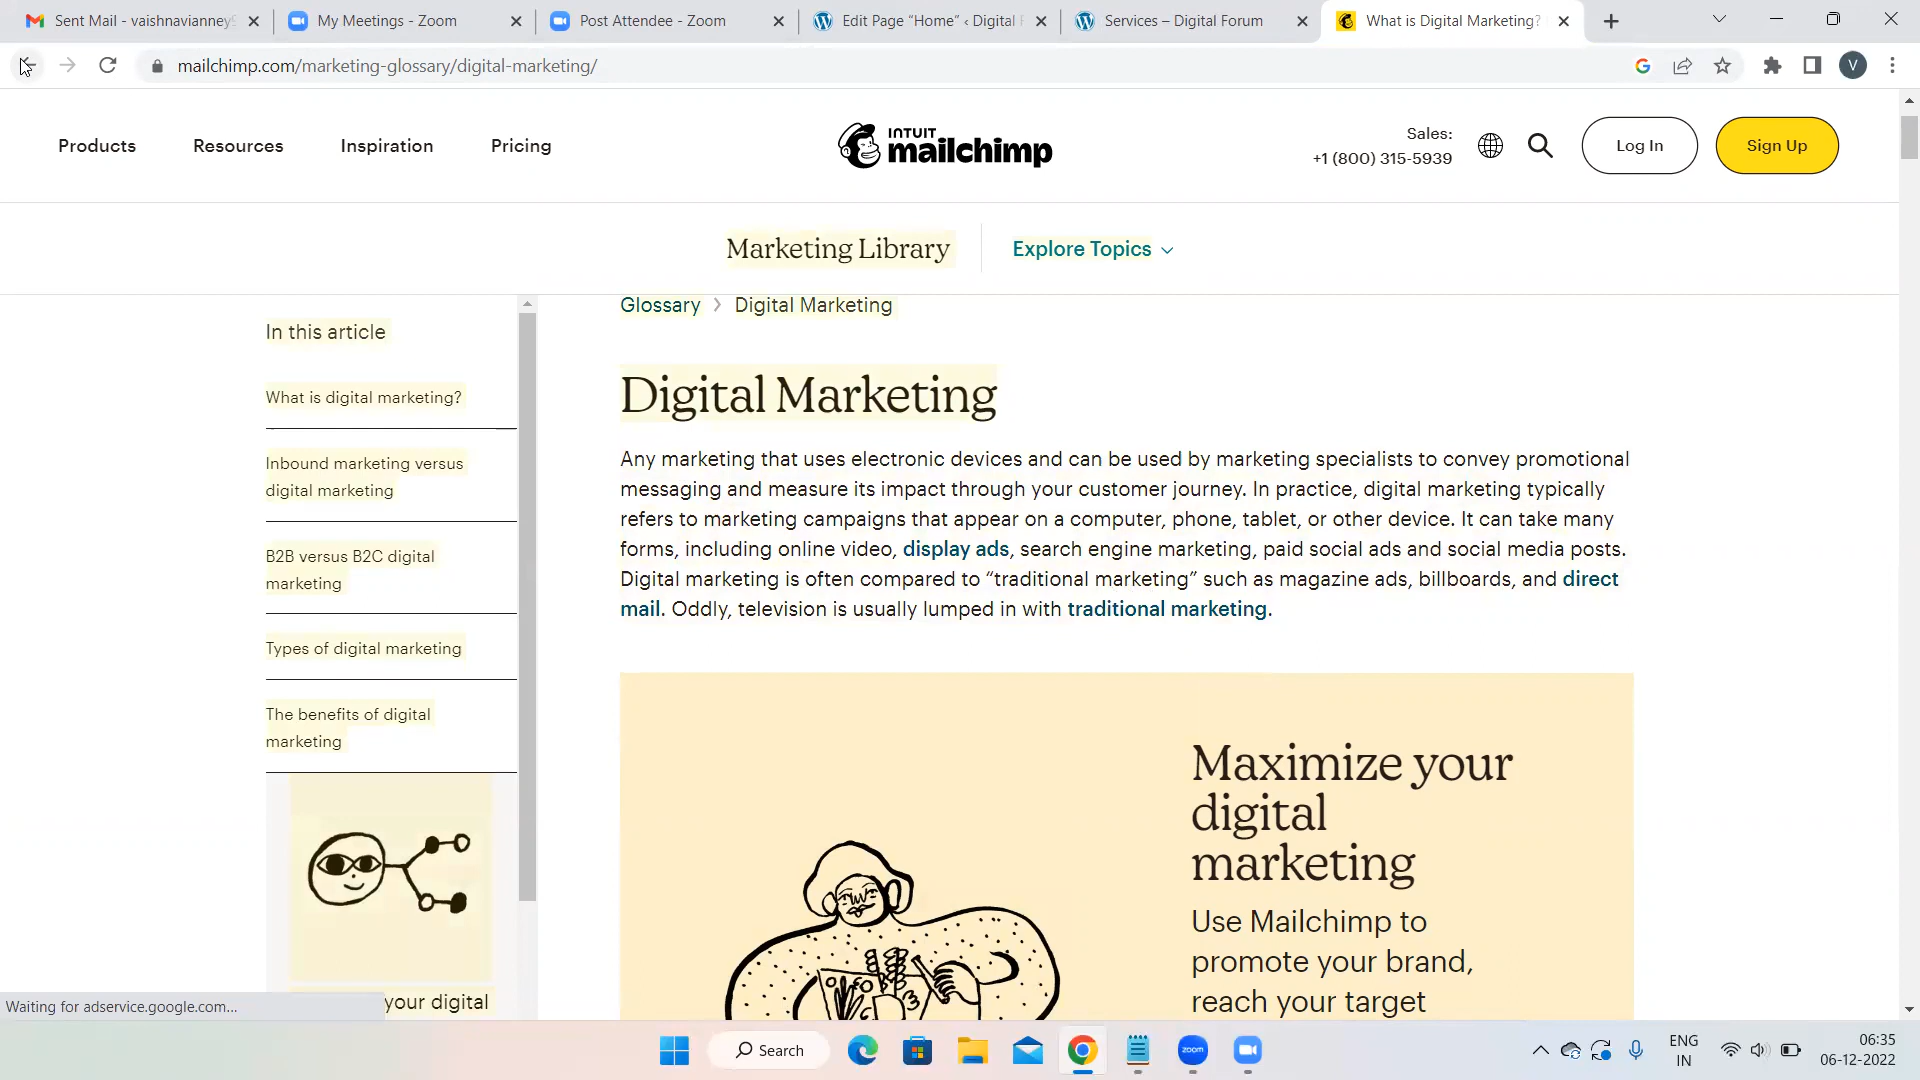 Sent Mail - vaishnavianney
My Meetings - Zoom
Post Attendee - Zoom
Edit Page “Home” ‹ Digital F
Services – Digital Forum
What is Digital Marketing?
mailchimp.com/marketing-glossary/digital-marketing/
V
Products
Resources
Inspiration
Pricing
INTUIT
mailchimp
Sales:
+1 (800) 315-5939
Log In
Sign Up
Marketing Library
Explore Topics
Glossary > Digital Marketing
In this article
What is digital marketing?
Inbound marketing versus
digital marketing
B2B versus B2C digital
marketing
Types of digital marketing
The benefits of digital
marketing
your digital
Digital Marketing
Any marketing that uses electronic devices and can be used by marketing specialists to convey promotional
messaging and measure its impact through your customer journey. In practice, digital marketing typically
refers to marketing campaigns that appear on a computer, phone, tablet, or other device. It can take many
forms, including online video, display ads, search engine marketing, paid social ads and social media posts.
Digital marketing is often compared to “traditional marketing” such as magazine ads, billboards, and direct
mail. Oddly, television is usually lumped in with traditional marketing.
Maximize your
digital
marketing
Use Mailchimp to
promote your brand,
reach your target
Waiting for adservice.google.com...
Search
zoom
ENG
IN
06:35
06-12-2022